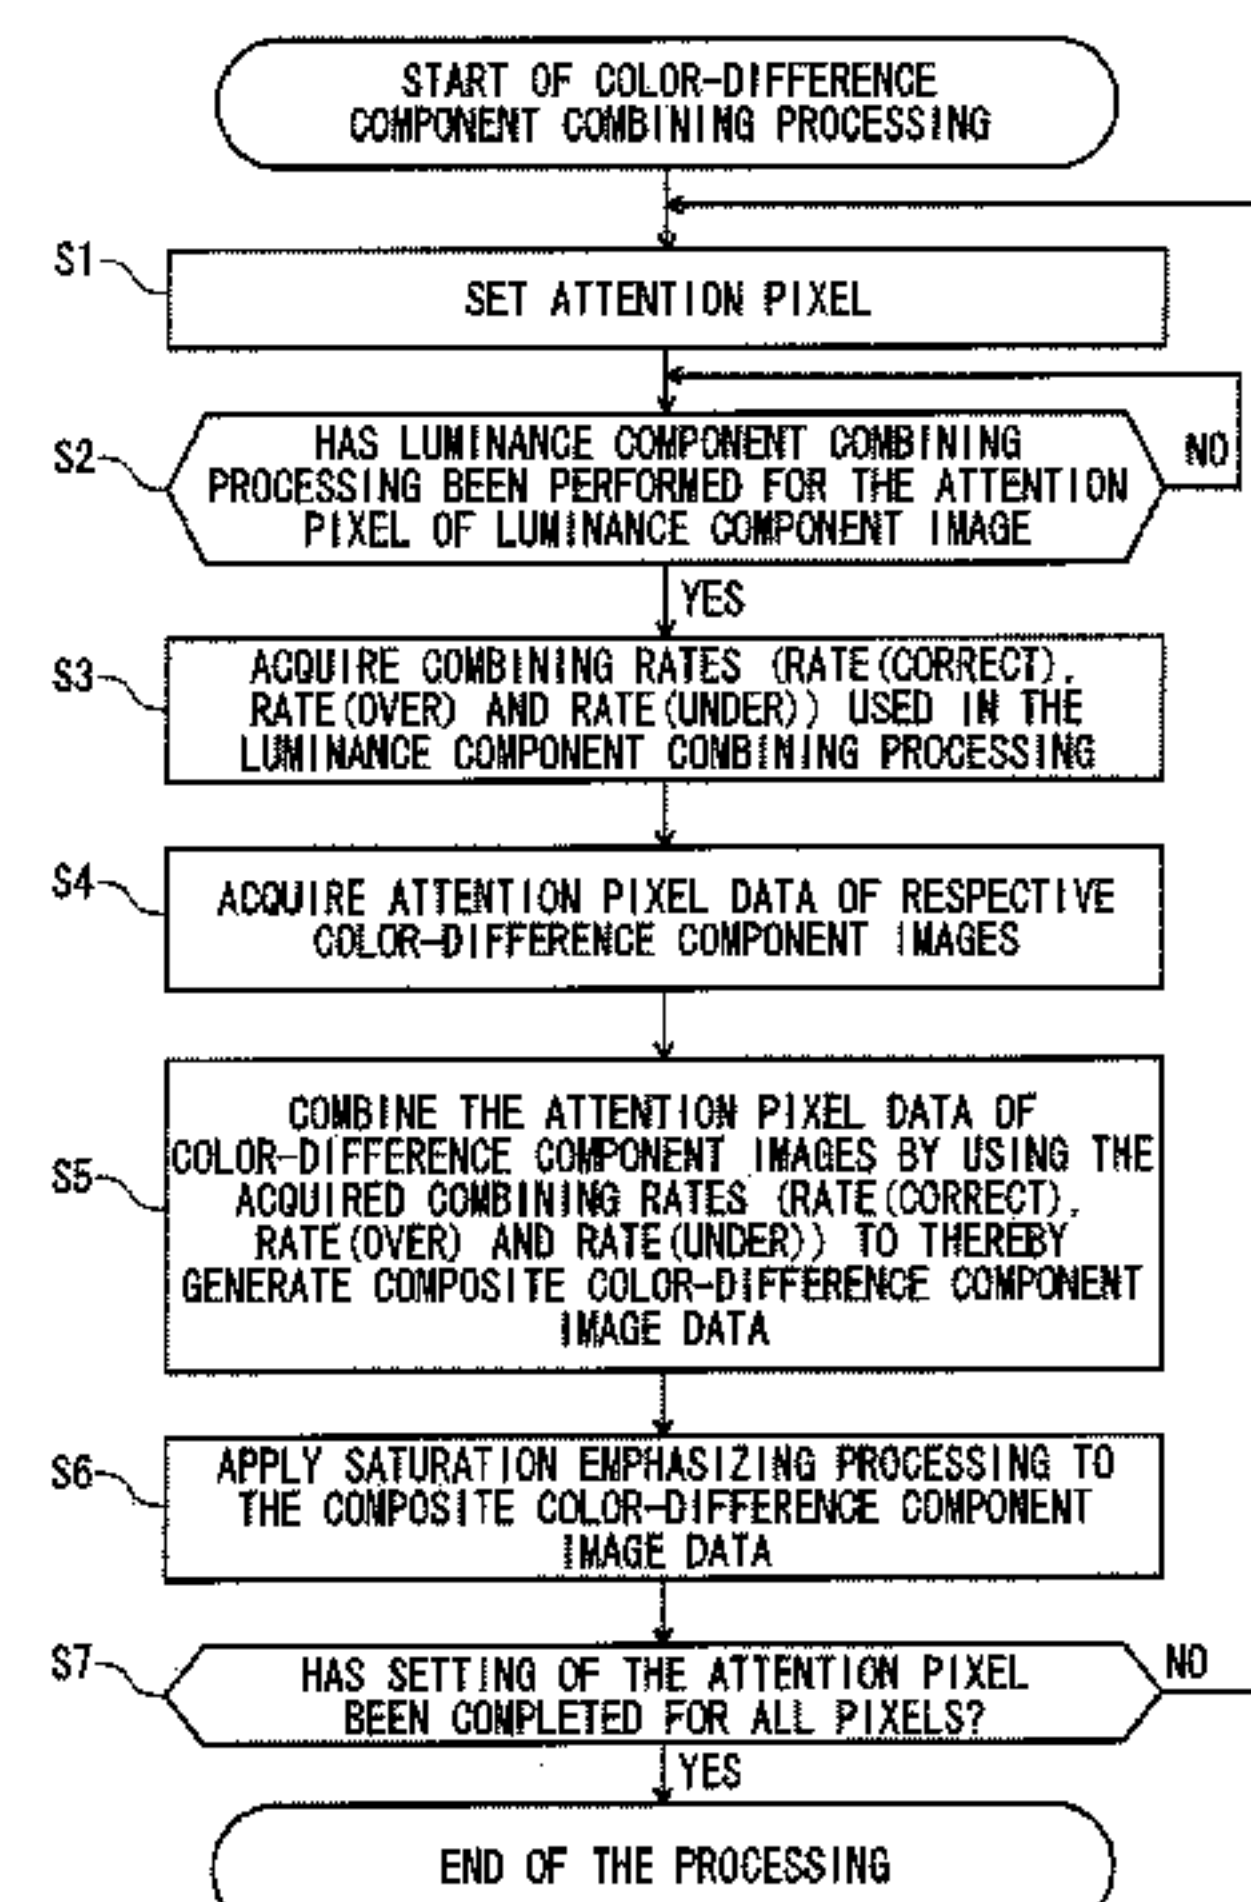 START OF COLOR-DIFFERENCE
COMPONENT COMBINING PROCESSING
S1
SET ATTENTION PIXEL
S2
HAS LUMINANCE COMPONENT COMBINING
PROCESSING BEEN PERFORMED FOR THE ATTENTION
PIXEL OF LUMINANCE COMPONENT IMAGE
NO
YES
S3
ACQUIRE COMBINING RATES (RATE(CORRECT),
RATE(OVER) AND RATE(UNDER)) USED IN THE
LUMINANCE COMPONENT COMBINING PROCESSING
S4
ACQUIRE ATTENTION PIXEL DATA OF RESPECTIVE
COLOR-DIFFERENCE COMPONENT IMAGES
S5
COMBINE THE ATTENTION PIXEL DATA OF
COLOR-DIFFERENCE COMPONENT IMAGES BY USING THE
ACQUIRED COMBINING RATES (RATE(CORRECT),
RATE(OVER) AND RATE(UNDER)) TO THEREBY
GENERATE COMPOSITE COLOR-DIFFERENCE COMPONENT
IMAGE DATA
S6
APPLY SATURATION EMPHASIZING PROCESSING TO
THE COMPOSITE COLOR-DIFFERENCE COMPONENT
IMAGE DATA
S7
HAS SETTING OF THE ATTENTION PIXEL
BEEN COMPLETED FOR ALL PIXELS?
NO
YES
END OF THE PROCESSING